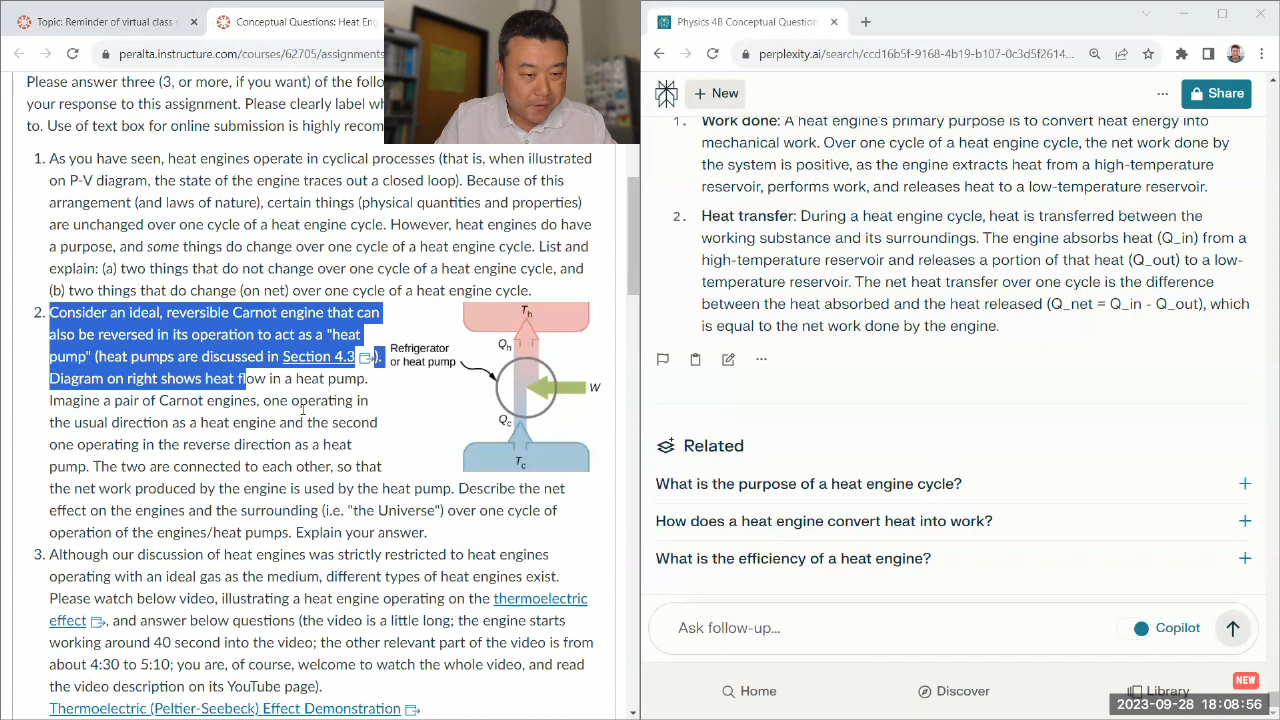 Topic: Reminder of virtual class s
Conceptual Questions: Heat Eng
peralta.instructure.com/courses/62705/assignments
Please answer three (3, or more, if you want) of the follo
your response to this assignment. Please clearly label wh
to. Use of text box for online submission is highly recom
1. As you have seen, heat engines operate in cyclical processes (that is, when illustrated
on P-V diagram, the state of the engine traces out a closed loop). Because of this
arrangement (and laws of nature), certain things (physical quantities and properties)
are unchanged over one cycle of a heat engine cycle. However, heat engines do have
a purpose, and some things do change over one cycle of a heat engine cycle. List and
explain: (a) two things that do not change over one cycle of a heat engine cycle, and
(b) two things that do change (on net) over one cycle of a heat engine cycle.
2. Consider an ideal, reversible Carnot engine that can
also be reversed in its operation to act as a "heat
pump" (heat pumps are discussed in Section 4.3 ).
Diagram on right shows heat flow in a heat pump.
Imagine a pair of Carnot engines, one operating in
the usual direction as a heat engine and the second
one operating in the reverse direction as a heat
pump. The two are connected to each other, so that
the net work produced by the engine is used by the heat pump. Describe the net
effect on the engines and the surrounding (i.e. "the Universe") over one cycle of
operation of the engines/heat pumps. Explain your answer.
Th
Refrigerator
or heat pump
Qh
W
Qc
Tc
3. Although our discussion of heat engines was strictly restricted to heat engines
operating with an ideal gas as the medium, different types of heat engines exist.
Please watch below video, illustrating a heat engine operating on the thermoelectric
effect , and answer below questions (the video is a little long; the engine starts
working around 40 second into the video; the other relevant part of the video is from
about 4:30 to 5:10; you are, of course, welcome to watch the whole video, and read
the video description on its YouTube page).
Thermoelectric (Peltier-Seebeck) Effect Demonstration
Physics 4B Conceptual Question
perplexity.ai/search/ccd16b5f-9168-4b19-b107-0c3d5f2614...
New
Share
1. Work done: A heat engine's primary purpose is to convert heat energy into
mechanical work. Over one cycle of a heat engine cycle, the net work done by
the system is positive, as the engine extracts heat from a high-temperature
reservoir, performs work, and releases heat to a low-temperature reservoir.
2. Heat transfer: During a heat engine cycle, heat is transferred between the
working substance and its surroundings. The engine absorbs heat (Q_in) from a
high-temperature reservoir and releases a portion of that heat (Q_out) to a low-
temperature reservoir. The net heat transfer over one cycle is the difference
between the heat absorbed and the heat released (Q_net = Q_in - Q_out), which
is equal to the net work done by the engine.
Related
What is the purpose of a heat engine cycle?
How does a heat engine convert heat into work?
What is the efficiency of a heat engine?
Ask follow-up...
Copilot
NEW
Home
Discover
Library
2023-09-28 18:08:56